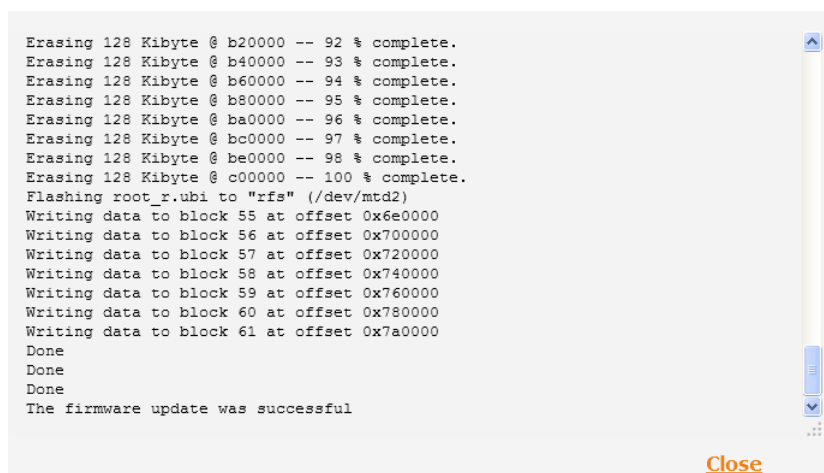 Erasing 128 Kibyte @ b20000 -- 92 % complete.
Erasing 128 Kibyte @ b40000 -- 93 % complete.
Erasing 128 Kibyte @ b60000 -- 94 % complete.
Erasing 128 Kibyte @ b80000 -- 95 % complete.
Erasing 128 Kibyte @ ba0000 -- 96 % complete.
Erasing 128 Kibyte @ bc0000 -- 97 % complete.
Erasing 128 Kibyte @ be0000 -- 98 % complete.
Erasing 128 Kibyte @ c00000 -- 100 % complete.
Flashing root_r.ubi to "rfs" (/dev/mtd2)
Writing data to block 55 at offset 0x6e0000
Writing data to block 56 at offset 0x700000
Writing data to block 57 at offset 0x720000
Writing data to block 58 at offset 0x740000
Writing data to block 59 at offset 0x760000
Writing data to block 60 at offset 0x780000
Writing data to block 61 at offset 0x7a0000
Done
Done
Done
The firmware update was successful
Close